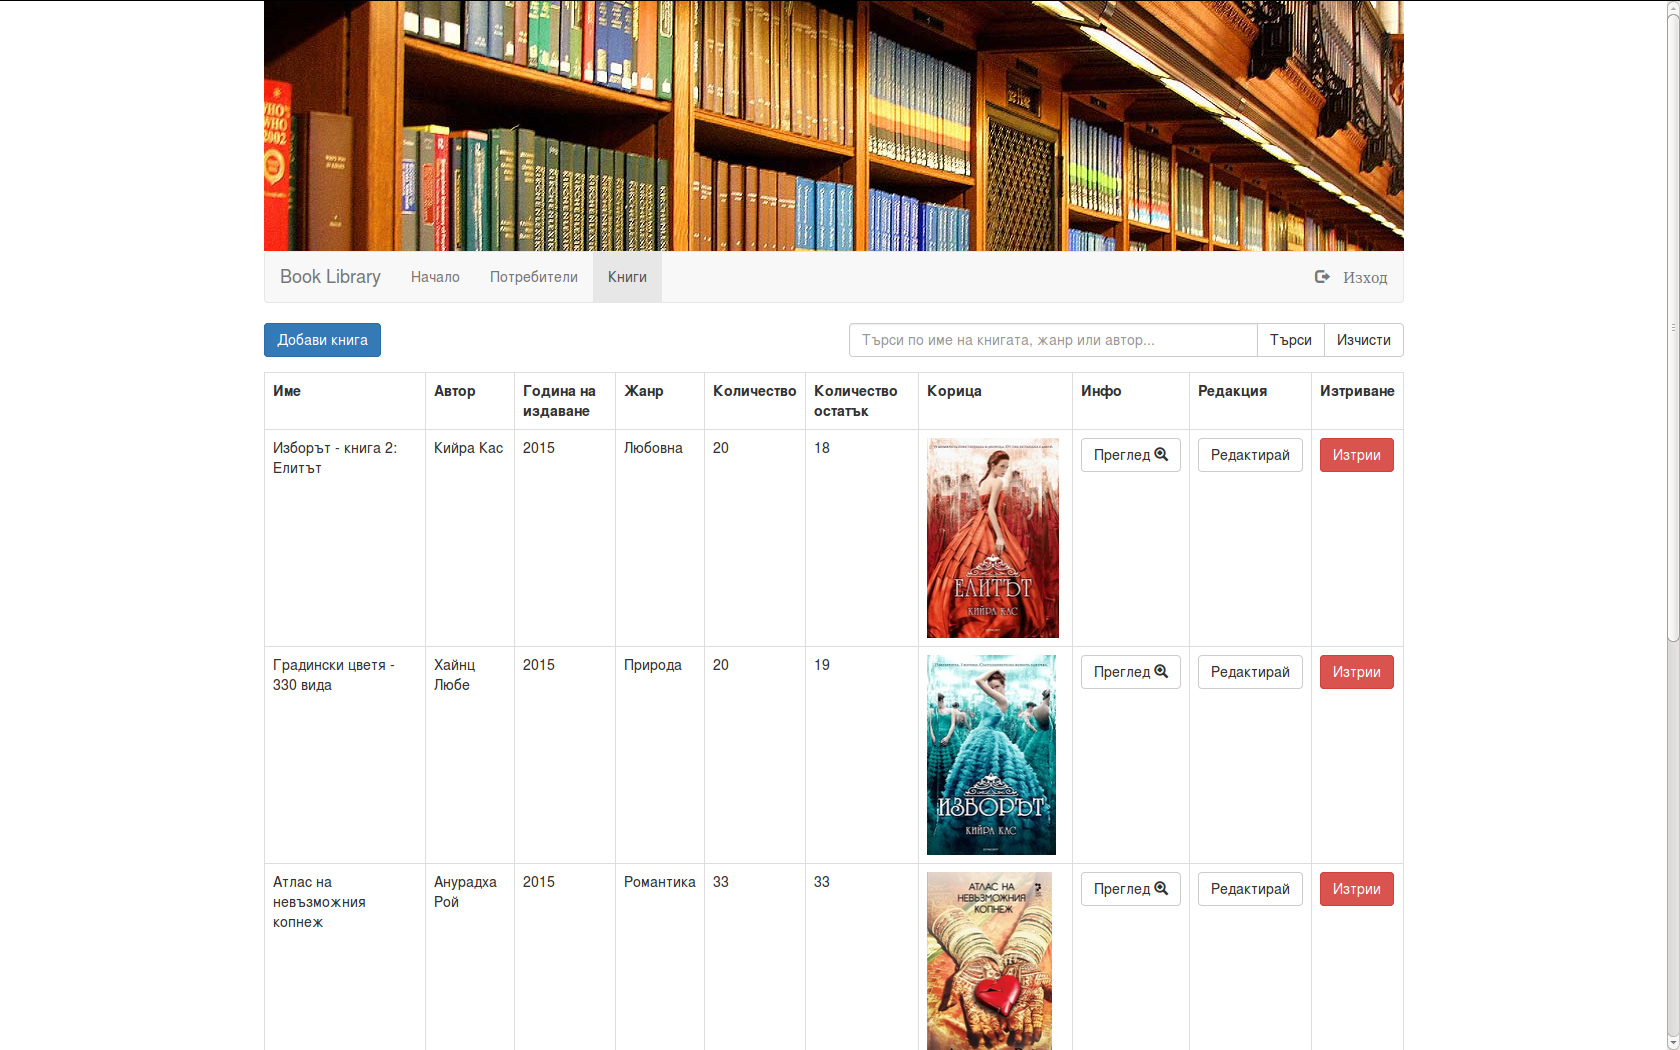 WHO
WHO
2002
Book Library Начало Потребители Книги Изход
Добави книга Търси по име на книгата, жанр или автор... Търси Изчисти
Име Автор Година на издаване Жанр Количество Количество остатък Корица Инфо Редакция Изтриване
Изборът - книга 2: Елитът Кийра Кас 2015 Любовна 20 18 Преглед Редактирай Изтрии
ЕЛИТЪТ
КИЙРА КАС
Градински цветя - 330 вида Хайнц Любе 2015 Природа 20 19 Преглед Редактирай Изтрии
ИЗБОРЪТ
КИЙРА КАС
Атлас на невъзможния копнеж Анурадха Рой 2015 Романтика 33 33 Преглед Редактирай Изтрии
АТЛАС НА
НЕВЪЗМОЖНИЯ
КОПНЕЖ